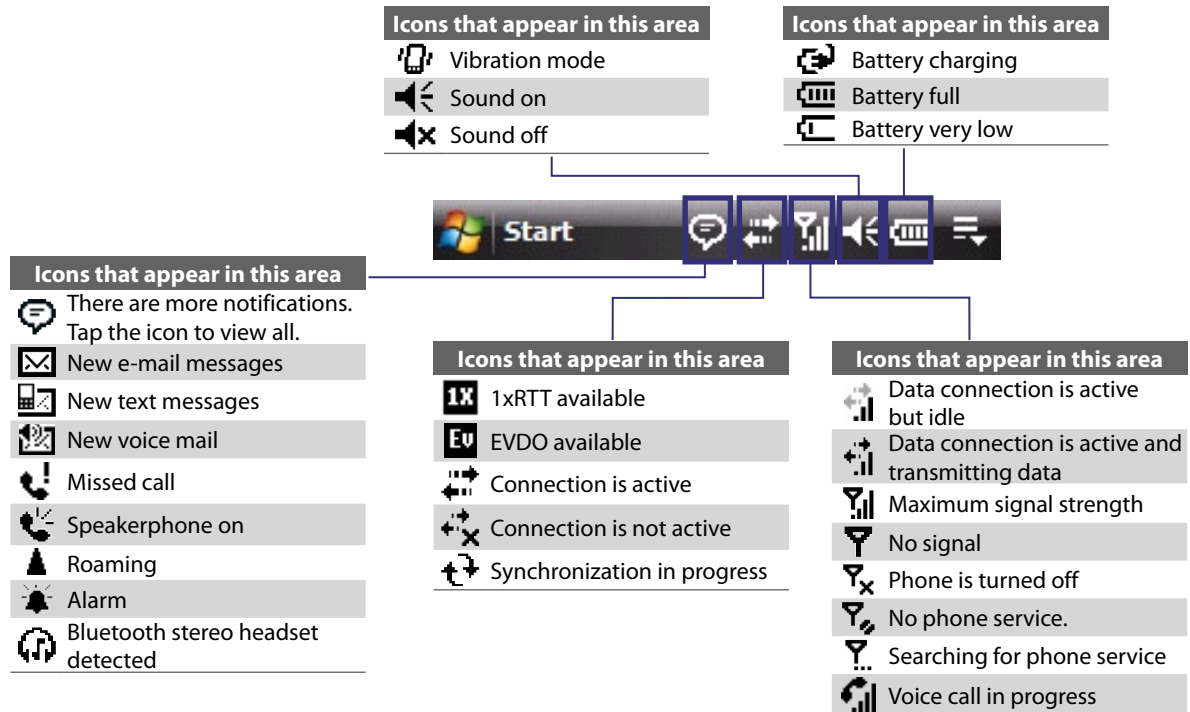 Icons that appear in this area
Vibration mode
Sound on
Sound off
Icons that appear in this area
Battery charging
Battery full
Battery very low
Start
Icons that appear in this area
There are more notifications.
Tap the icon to view all.
New e-mail messages
New text messages
New voice mail
Missed call
Speakerphone on
Roaming
Alarm
Bluetooth stereo headset
detected
Icons that appear in this area
1X 1xRTT available
Ev EVDO available
Connection is active
Connection is not active
Synchronization in progress
Icons that appear in this area
Data connection is active
but idle
Data connection is active and
transmitting data
Maximum signal strength
No signal
Phone is turned off
No phone service.
Searching for phone service
Voice call in progress